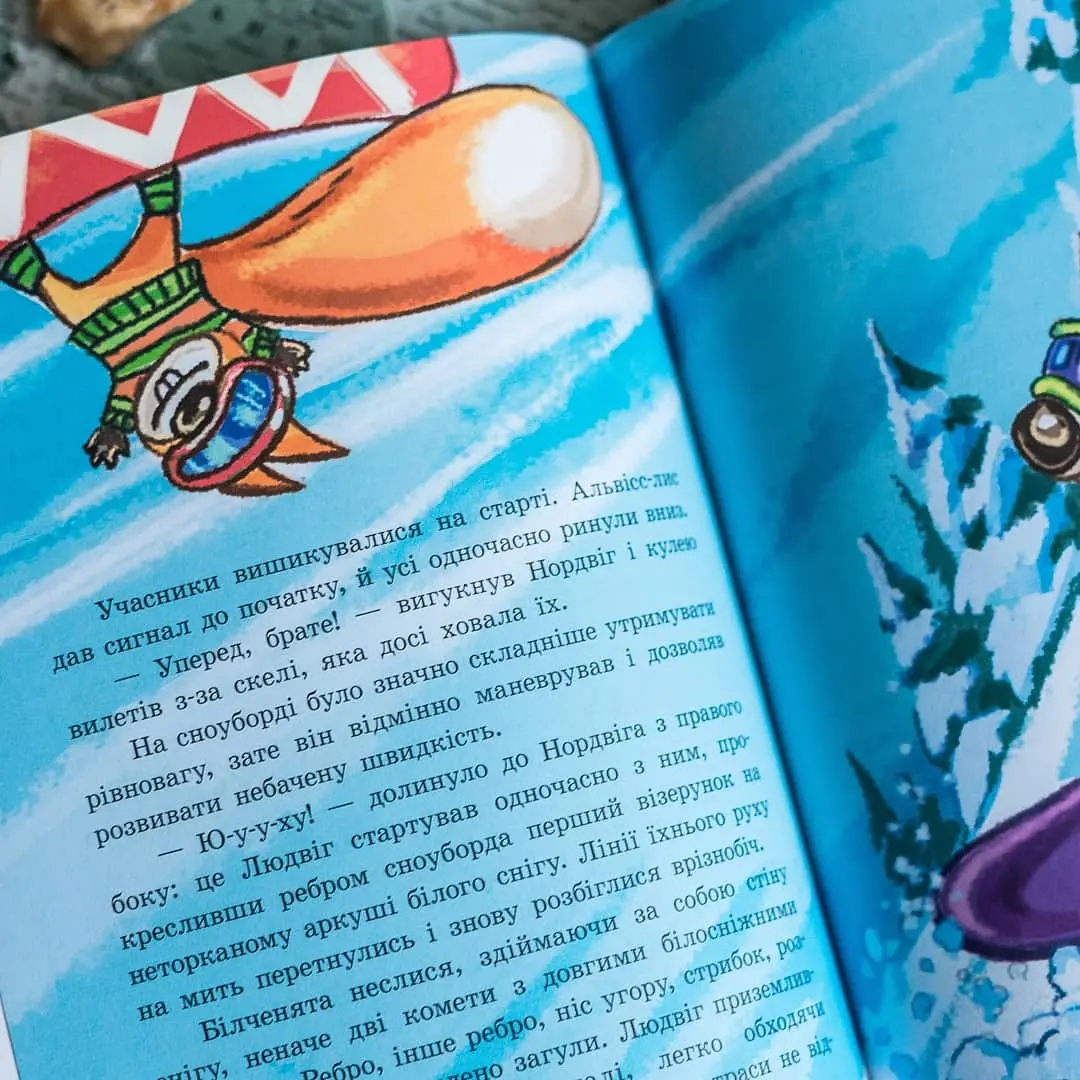 Учасники вишикувалися на старті. Альвісс-лис
дав сигнал до початку, й усі одночасно ринули вниз.
— Уперед, брате! — вигукнув Нордвіг і кулею
вилетів з-за скелі, яка досі ховала їх.
На сноуборді було значно складніше утримувати
рівновагу, зате він відмінно маневрував і дозволяв
розвивати небачену швидкість.
— Ю-у-у-ху! — долинуло до Нордвіга з правого
боку: це Людвіг стартував одночасно з ним, про-
кресливши ребром сноуборда перший візерунок на
неторканому аркуші білого снігу. Лінії їхнього руху
на мить перетнулись і знову розбіглися врізнобіч.
Білченята неслися, здіймаючи за собою стіну
снігу, неначе дві комети з довгими білосніжними
Ребро, інше ребро, ніс угору, стрибок, роз-
загули. Людвіг приземлив-
легко обходячи
траси не від-